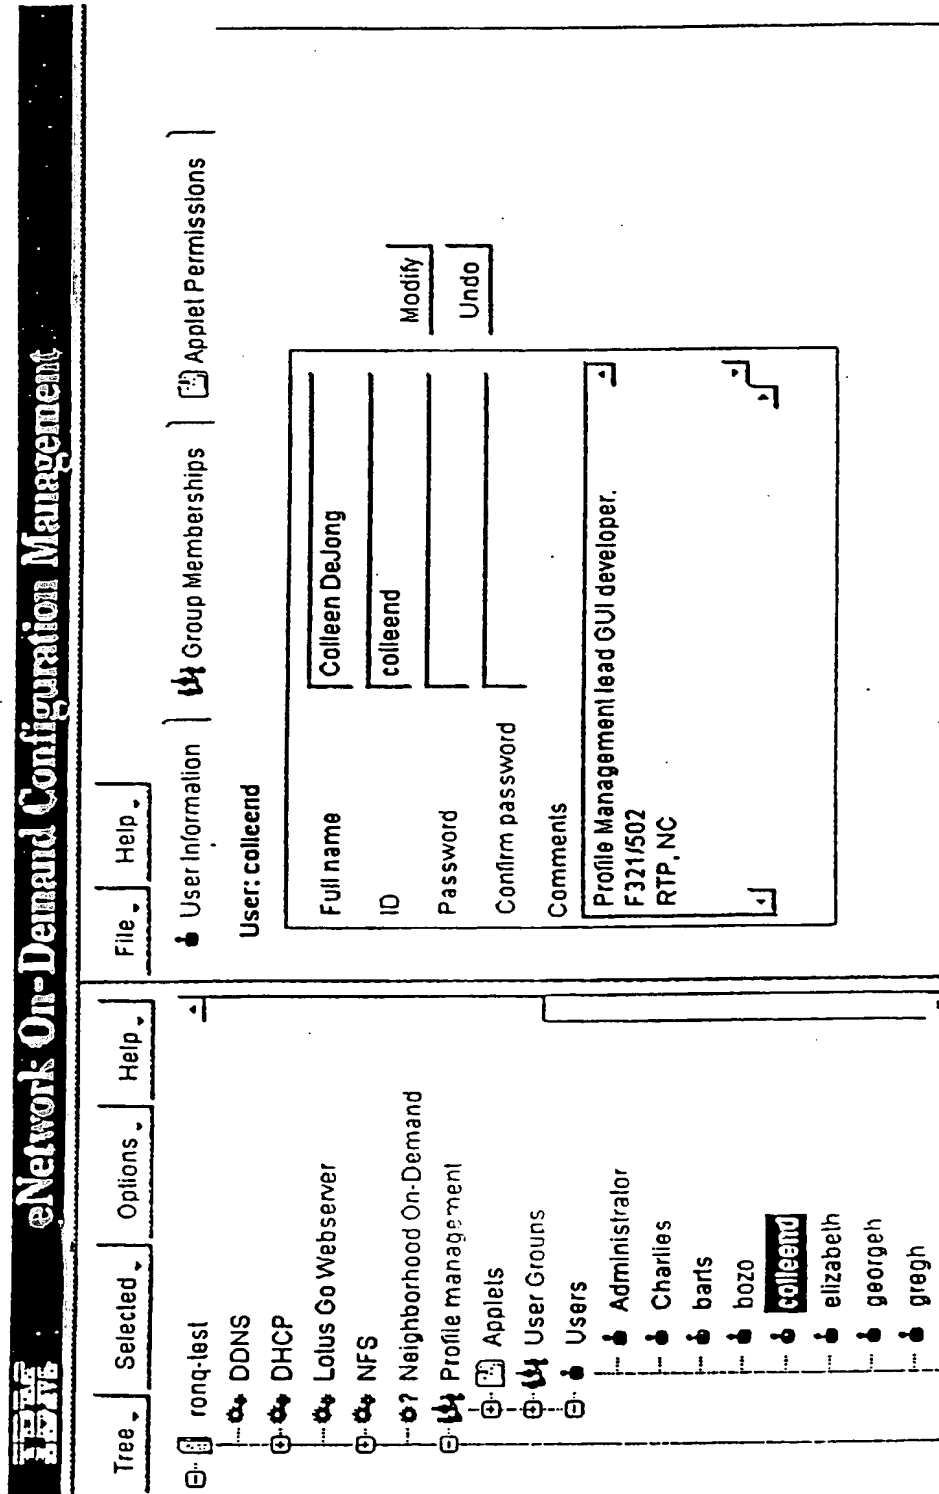 IBM eNetwork On-Demand Configuration Management
Tree Selected Options Help
ronq-test
DDNS
DHCP
Lotus Go Webserver
NFS
? Neighborhood On-Demand
Profile management
Applets
User Groups
Users
Administrator
Charlies
barts
bozo
colleend
elizabeth
georgeh
gregh
File Help
User Information Group Memberships Applet Permissions
User: colleend
Full name Colleen DeJong
ID colleend
Password
Confirm password
Comments
Profile Management lead GUI developer.
F321/502
RTP, NC
Modify
Undo